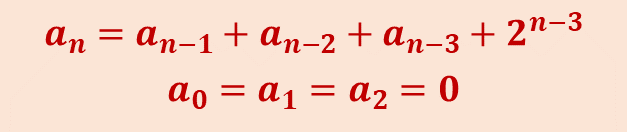 aₙ = aₙ₋₁ + aₙ₋₂ + aₙ₋₃ + 2ⁿ⁻³
a₀ = a₁ = a₂ = 0